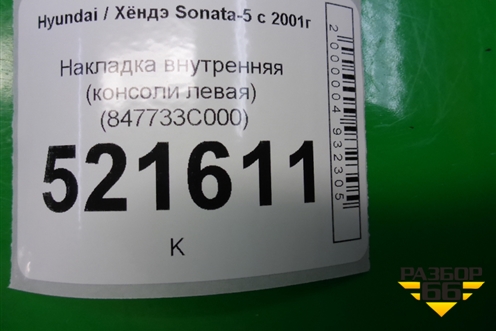 Hyundai / Хёндэ Sonata-5 с 2001г
Накладка внутренняя
(консоли левая)
(847733C000)
521611
К
2000004932305
РАЗБОР
66